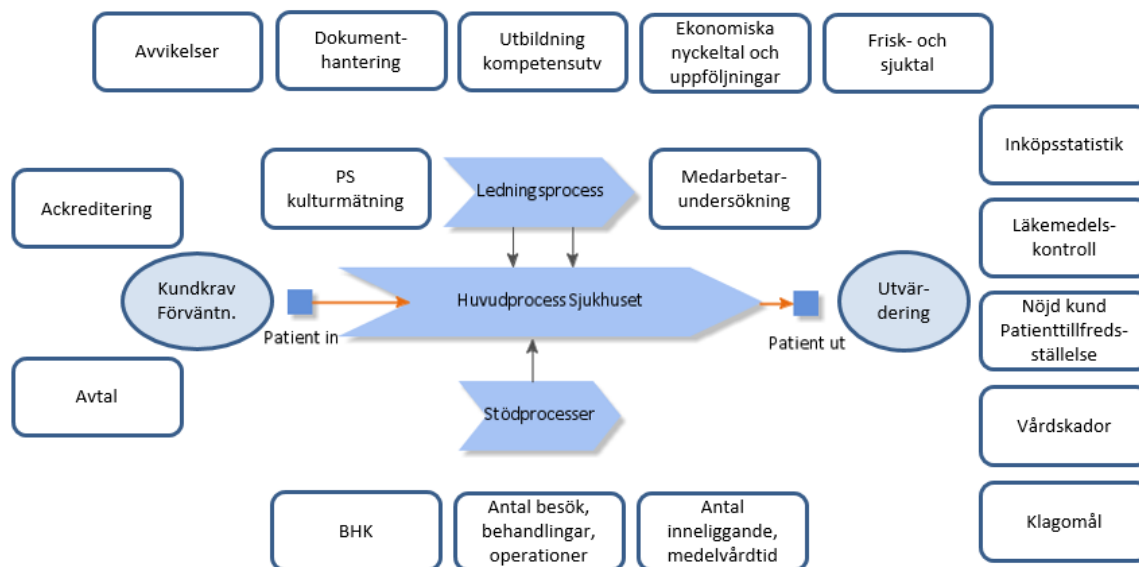 Avvikelser
Dokument-
hantering
Utbildning
kompetensutv
Ekonomiska
nyckeltal och
uppföljningar
Frisk- och
sjuktal
Inköpsstatistik
PS
kulturmätning
Ledningsprocess
Medarbetar-
undersökning
Ackreditering
Läkemedels-
kontroll
Kundkrav
Förväntn.
Patient in
Huvudprocess Sjukhuset
Patient ut
Utvär-
dering
Nöjd kund
Patienttillfreds-
ställelse
Avtal
Stödprocesser
Vårdskador
BHK
Antal besök,
behandlingar,
operationer
Antal
inneliggande,
medelvårdtid
Klagomål